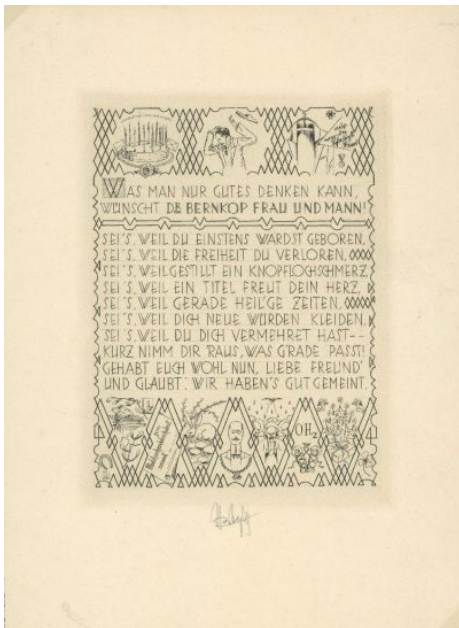 WAS MAN NUR GUTES DENKEN KANN,
WÜNSCHT DR BERNKOP FRAU UND MANN!
SEI'S, WEIL DU EINSTENS WARDST GEBOREN,
SEI'S, WEIL DIE FREIHEIT DU VERLOREN,
SEI'S, WEIL GESTILLT EIN KNOPFLOCHSCHMERZ,
SEI'S, WEIL EIN TITEL FREUT DEIN HERZ,
SEI'S, WEIL GERADE HEIL'GE ZEITEN,
SEI'S, WEIL DICH NEUE WÜRDEN KLEIDEN,
SEI'S, WEIL DU DICH VERMEHRET HAST--
KURZ NIMM DIR RAUS, WAS G'RADE PASST!
GEHABT EUCH WOHL NUN, LIEBE FREUND'
UND GLAUBT: WIR HABEN'S GUT GEMEINT.
OH₂